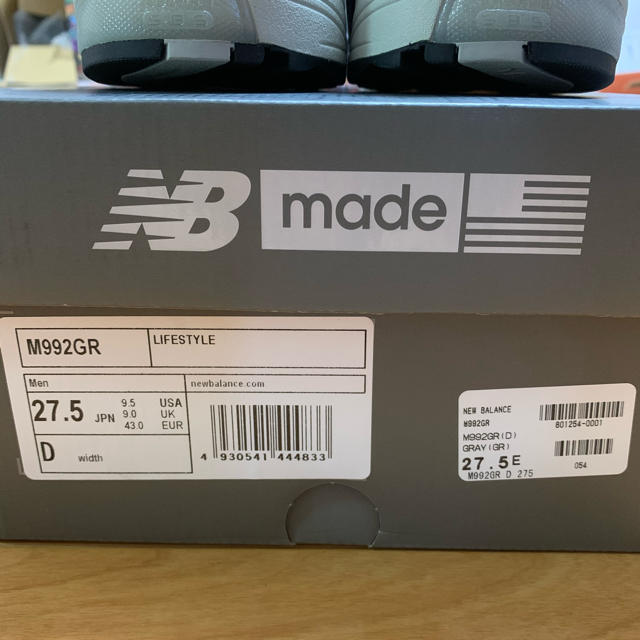 NB made
M992GR LIFESTYLE
Men newbalance.com
27.5 JPN 9.5 USA
9.0 UK
43.0 EUR
D width
4 930541 444833
NEW BALANCE
M992GR 801254-0001
M992GR(D)
GRAY(GR)
27.5E 054
M992GR D 275